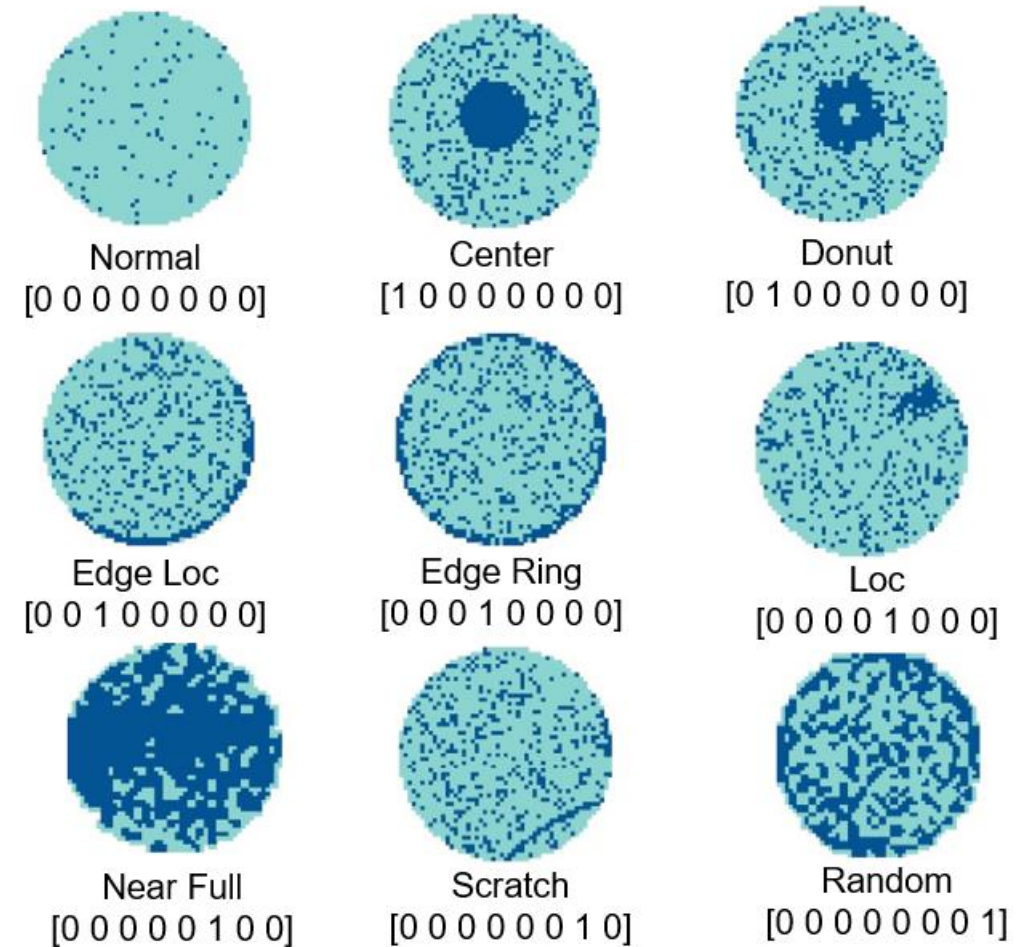 Normal
[0 0 0 0 0 0 0 0]
Center
[1 0 0 0 0 0 0 0]
Donut
[0 1 0 0 0 0 0 0]
Edge Loc
[0 0 1 0 0 0 0 0]
Edge Ring
[0 0 0 1 0 0 0 0]
Loc
[0 0 0 0 1 0 0 0]
Near Full
[0 0 0 0 0 1 0 0]
Scratch
[0 0 0 0 0 0 1 0]
Random
[0 0 0 0 0 0 0 1]